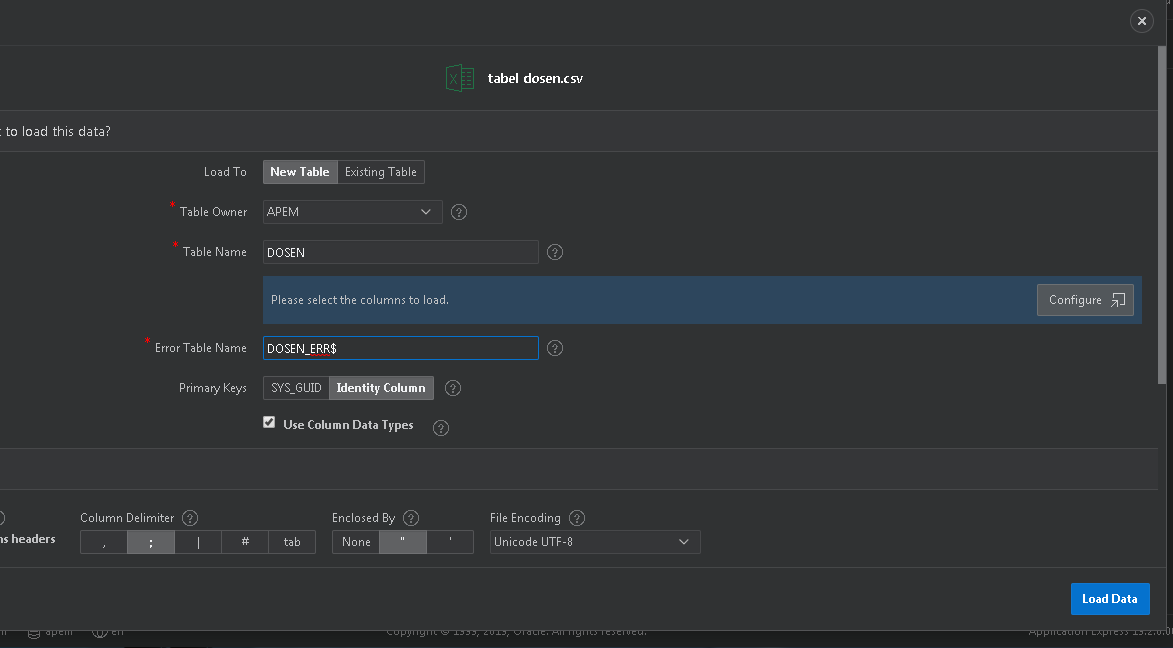 tabel dosen.csv
to load this data?
Load To New Table Existing Table
* Table Owner APEM
* Table Name DOSEN
Please select the columns to load. Configure
* Error Table Name DOSEN_ERR$
Primary Keys SYS_GUID Identity Column
Use Column Data Types
Column Delimiter Enclosed By File Encoding
headers , ; | # tab None " ' Unicode UTF-8
Load Data
apem en Copyright © 1999, 2019, Oracle. All rights reserved. Application Express 19.2.0.0